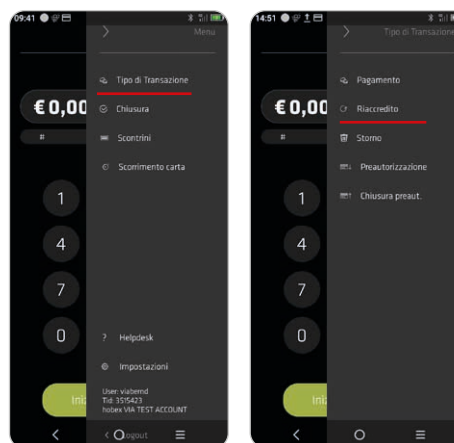 09:41
Menu
Tipo di Transazione
€ 0,00
Chiusura
#
Scontrini
Scorrimento carta
1
4
7
0
? Helpdesk
Impostazioni
Iniz
User: viabernd
Tid: 3515423
hobex VIA TEST ACCOUNT
Logout
14:51
Tipo di Transazione
Pagamento
€ 0,00
Riaccredito
#
Storno
Preautorizzazione
Chiusura preaut.
1
4
7
0
Iniz